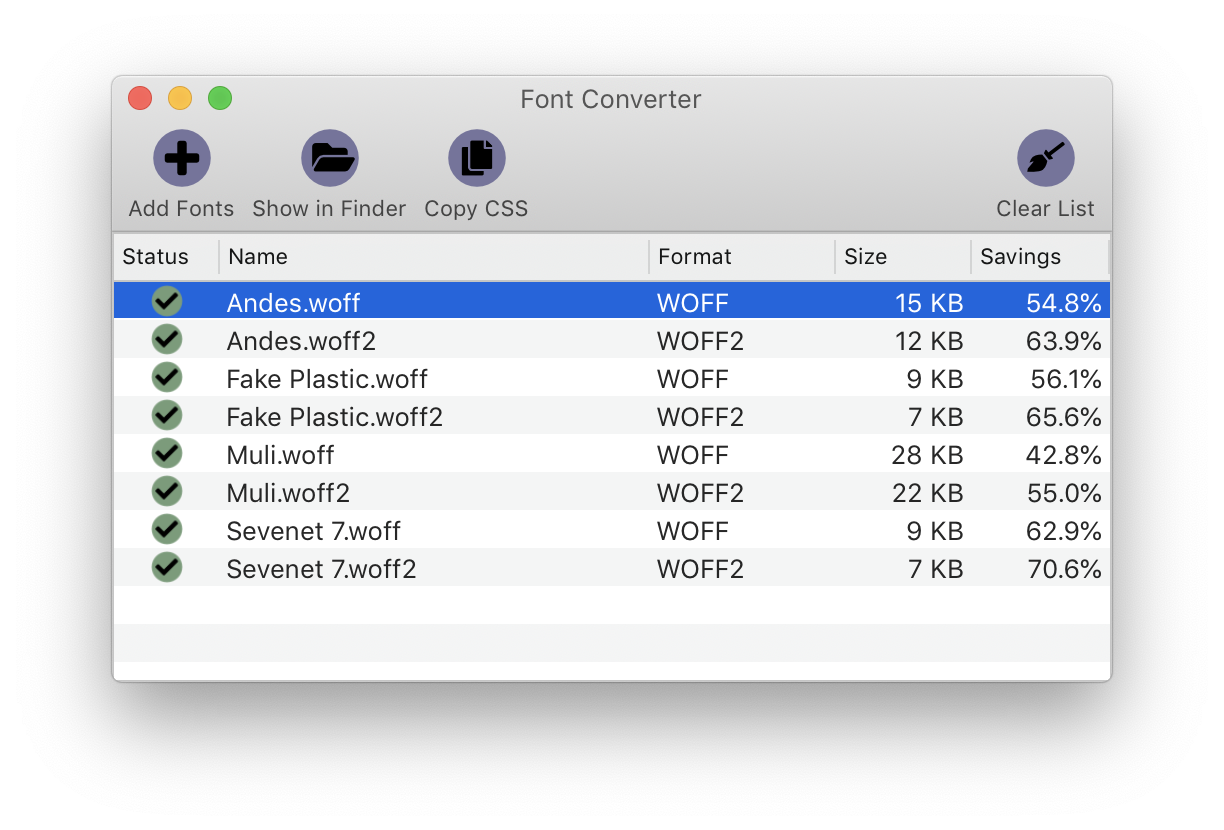 Font Converter
Add Fonts Show in Finder Copy CSS Clear List
Status Name Format Size Savings
Andes.woff WOFF 15 KB 54.8%
Andes.woff2 WOFF2 12 KB 63.9%
Fake Plastic.woff WOFF 9 KB 56.1%
Fake Plastic.woff2 WOFF2 7 KB 65.6%
Muli.woff WOFF 28 KB 42.8%
Muli.woff2 WOFF2 22 KB 55.0%
Sevenet 7.woff WOFF 9 KB 62.9%
Sevenet 7.woff2 WOFF2 7 KB 70.6%